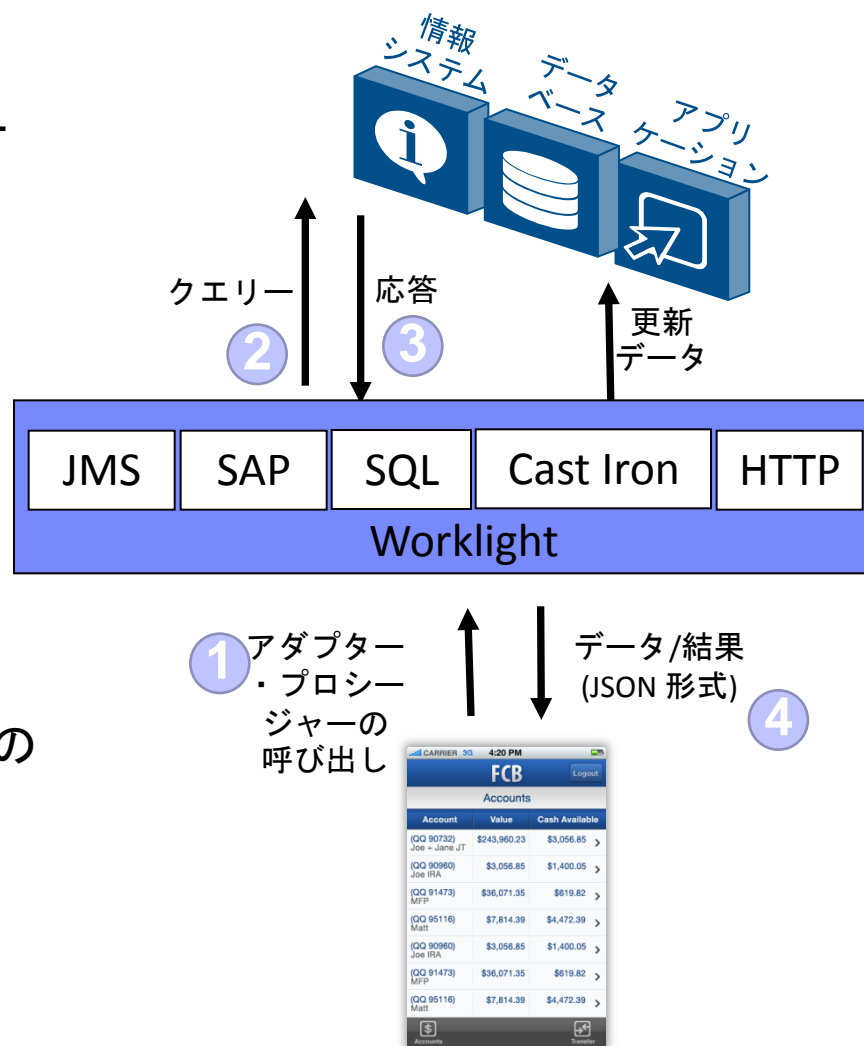 情報
システム
データ
ベース
アプリ
ケーション
ー
クエリー
2
応答
3
更新
データ
JMS
SAP
SQL
Cast Iron
HTTP
Worklight
1
アダプター
・プロシー
ジャーの
呼び出し
データ/結果
(JSON 形式)
4
の
CARRIER 3G 4:20 PM
FCB
Logout
Accounts
Account Value Cash Available
(QQ 90732) $243,960.23 $3,056.85
Joe + Jane JT
(QQ 90960) $3,056.85 $1,400.05
Joe IRA
(QQ 91473) $36,071.35 $619.82
MFP
(QQ 95116) $7,814.39 $4,472.39
Matt
(QQ 90960) $3,056.85 $1,400.05
Joe IRA
(QQ 91473) $36,071.35 $619.82
MFP
(QQ 95116) $7,814.39 $4,472.39
Matt
Accounts
Transfer